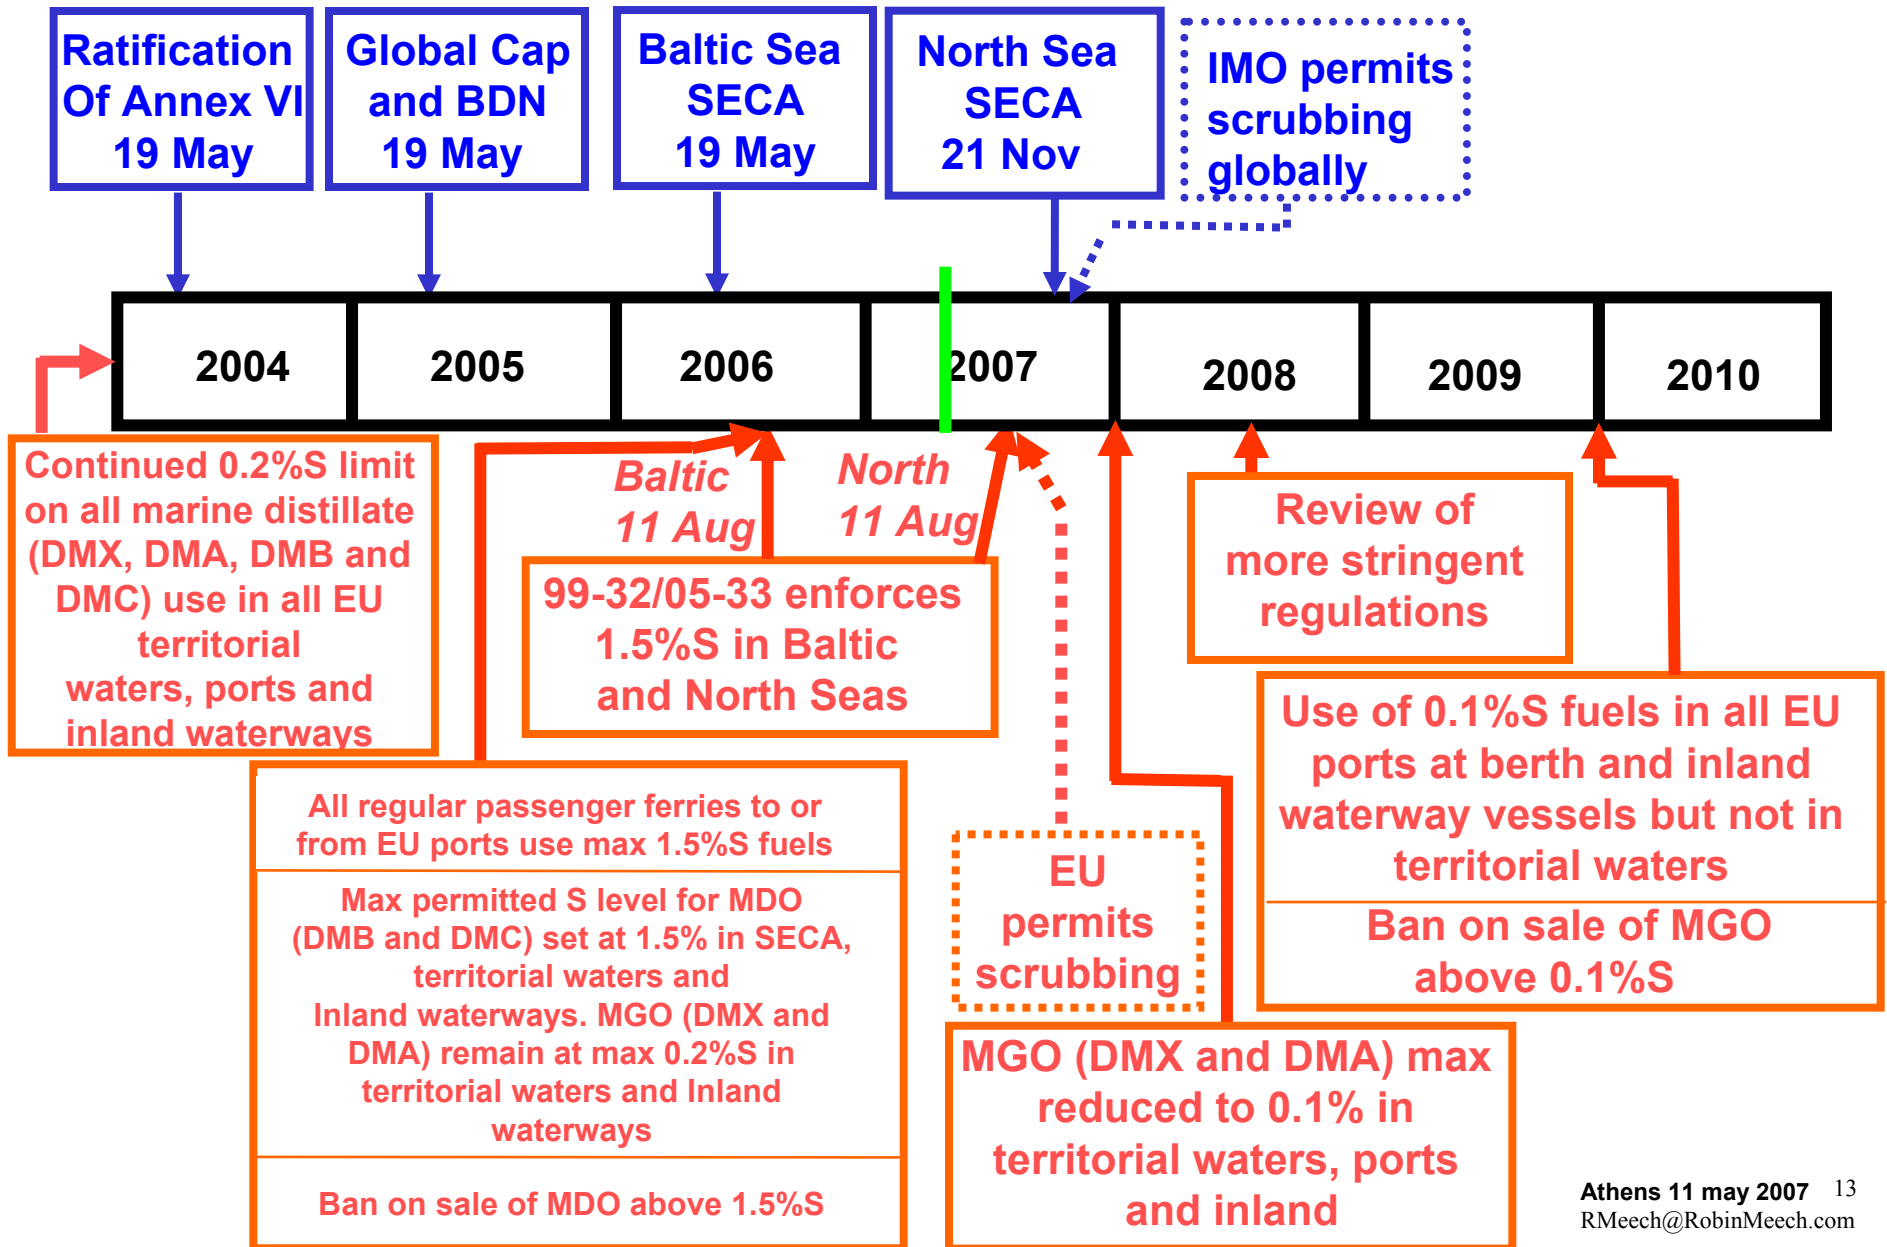 Ratification
Of Annex VI
19 May
Global Cap
and BDN
19 May
Baltic Sea
SECA
19 May
North Sea
SECA
21 Nov
IMO permits
scrubbing
globally
2004
2005
2006
2007
2008
2009
2010
Continued 0.2%S limit
on all marine distillate
(DMX, DMA, DMB and
DMC) use in all EU
territorial
waters, ports and
inland waterways
Baltic
11 Aug
North
11 Aug
99-32/05-33 enforces
1.5%S in Baltic
and North Seas
Review of
more stringent
regulations
All regular passenger ferries to or
from EU ports use max 1.5%S fuels
Max permitted S level for MDO
(DMB and DMC) set at 1.5% in SECA,
territorial waters and
Inland waterways. MGO (DMX and
DMA) remain at max 0.2%S in
territorial waters and Inland
waterways
Ban on sale of MDO above 1.5%S
EU
permits
scrubbing
Use of 0.1%S fuels in all EU
ports at berth and inland
waterway vessels but not in
territorial waters
Ban on sale of MGO
above 0.1%S
MGO (DMX and DMA) max
reduced to 0.1% in
territorial waters, ports
and inland
Athens 11 may 2007 13
RMeech@RobinMeech.com